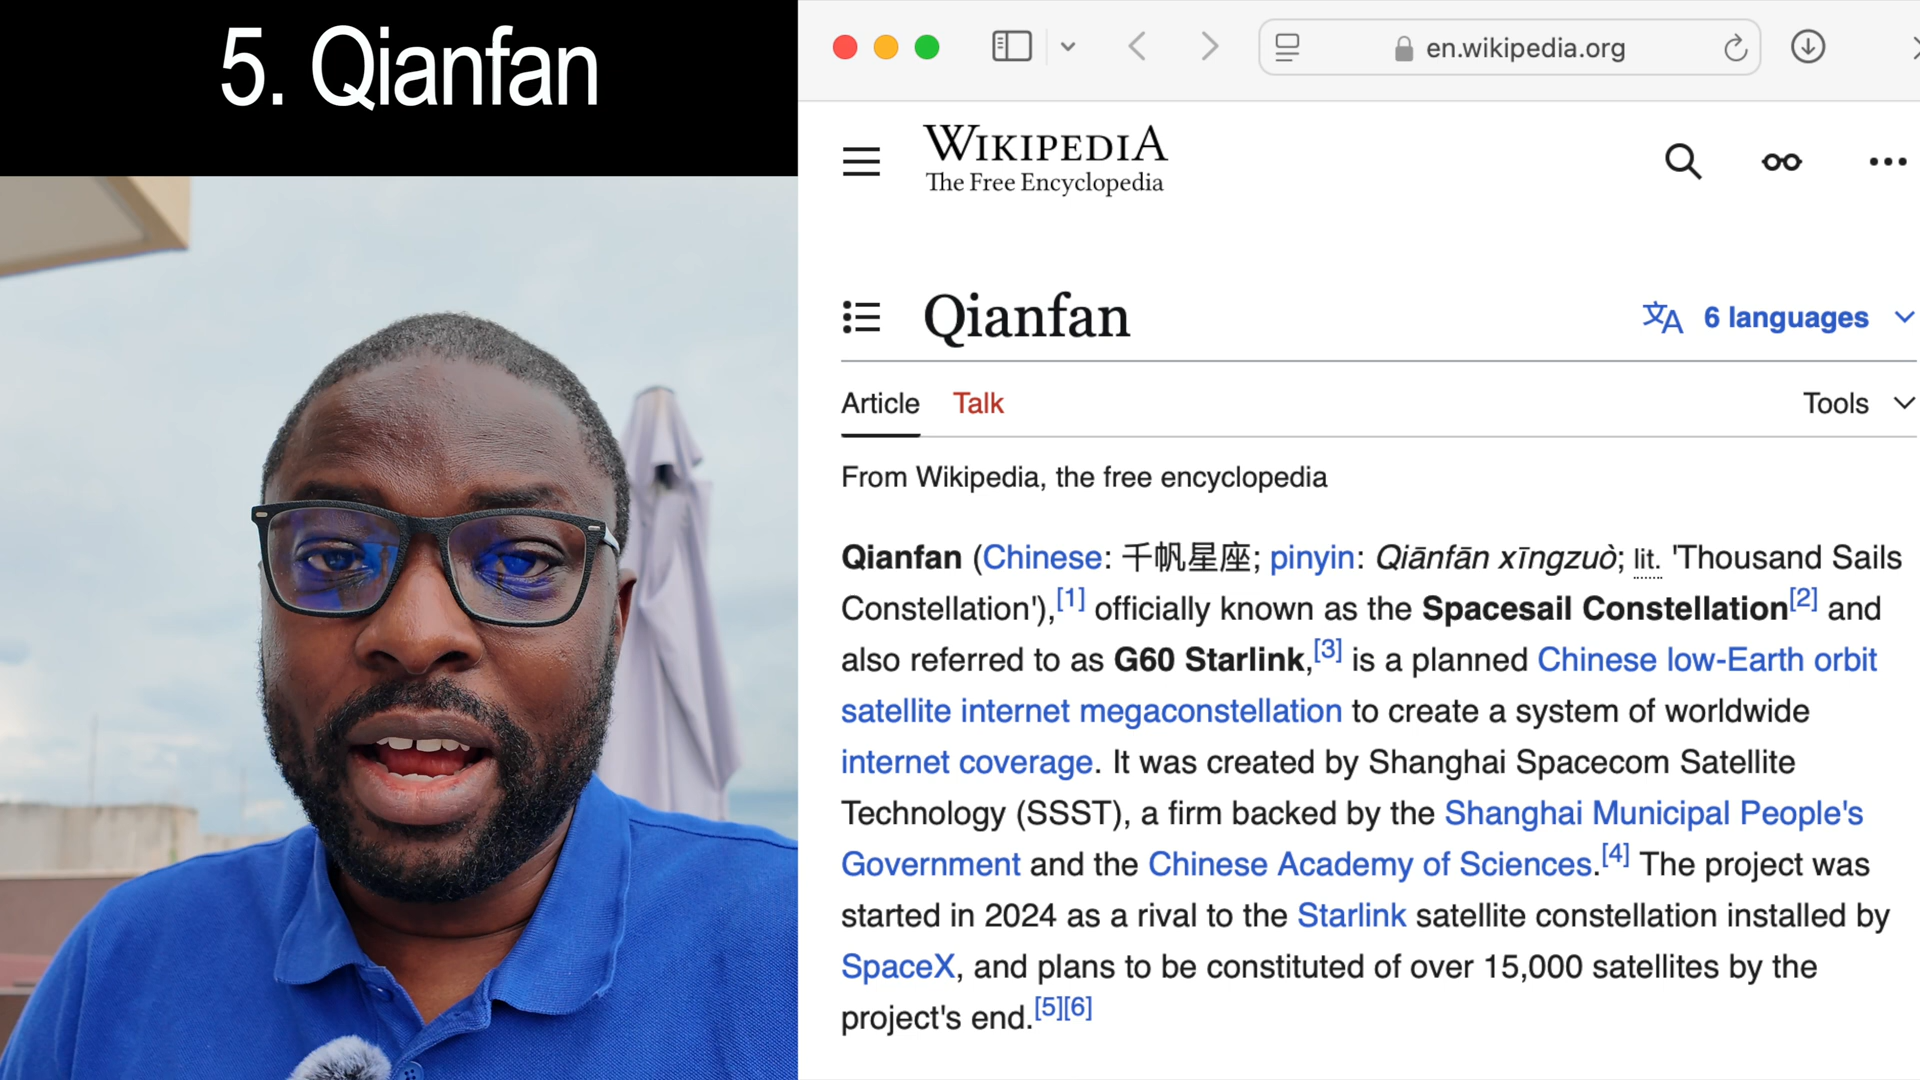 5. Qianfan
en.wikipedia.org
WIKIPEDIA
The Free Encyclopedia
Qianfan
文A 6 languages
Article Talk Tools
From Wikipedia, the free encyclopedia
Qianfan (Chinese: 千帆星座; pinyin: Qiānfān xīngzuò; lit. 'Thousand Sails
Constellation'),[1] officially known as the Spacesail Constellation[2] and
also referred to as G60 Starlink,[3] is a planned Chinese low-Earth orbit
satellite internet megaconstellation to create a system of worldwide
internet coverage. It was created by Shanghai Spacecom Satellite
Technology (SSST), a firm backed by the Shanghai Municipal People's
Government and the Chinese Academy of Sciences.[4] The project was
started in 2024 as a rival to the Starlink satellite constellation installed by
SpaceX, and plans to be constituted of over 15,000 satellites by the
project's end.[5][6]